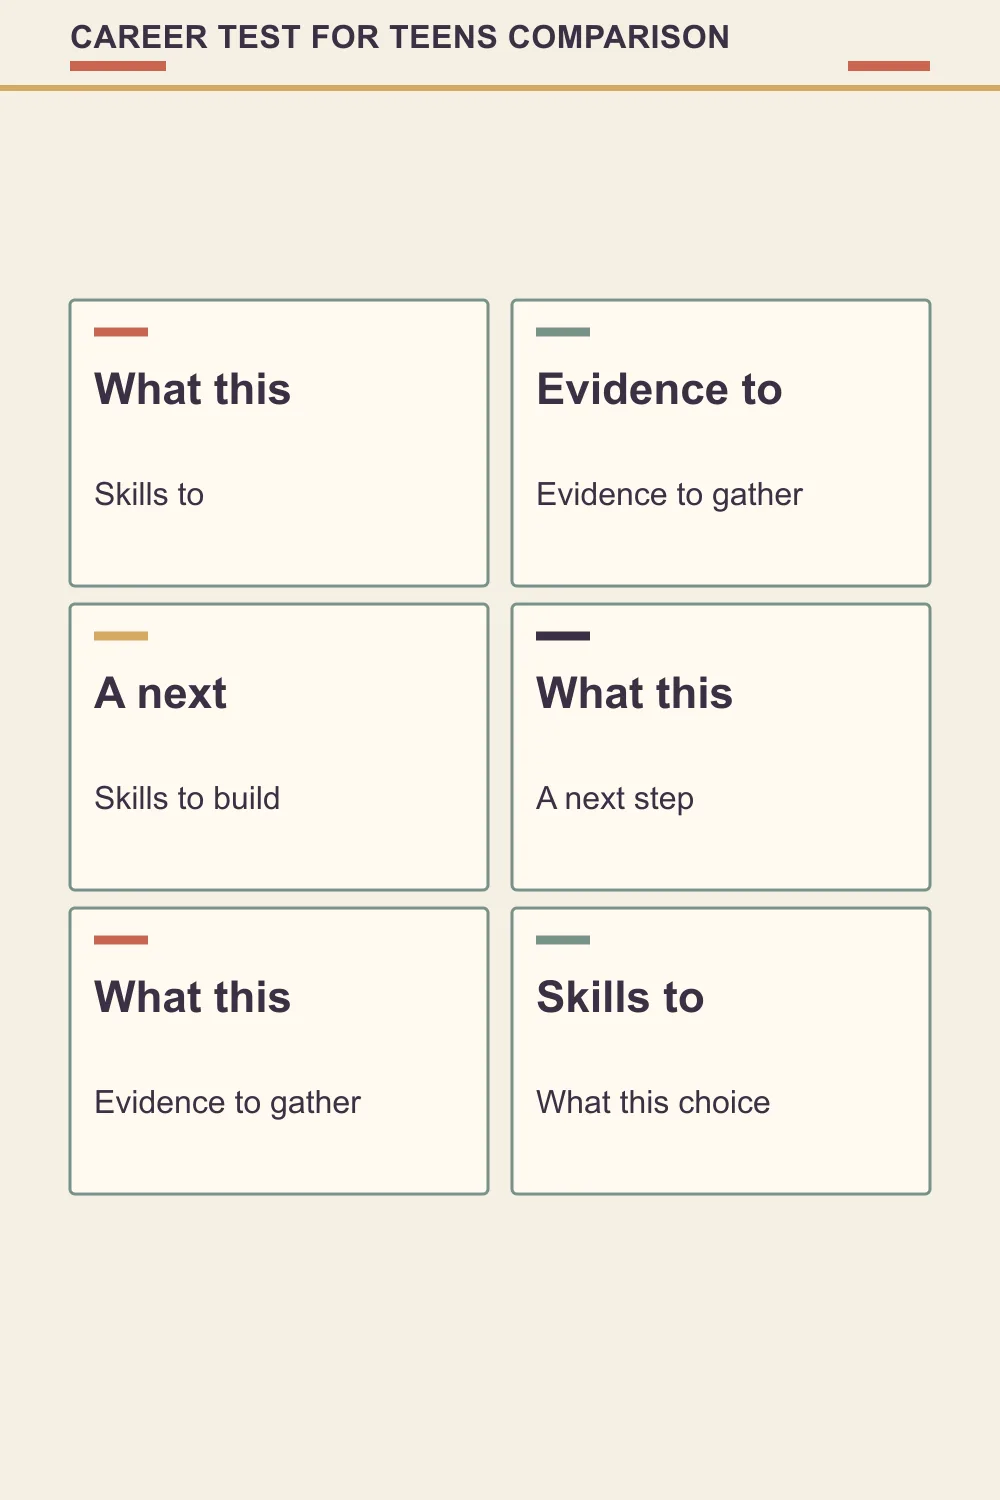 CAREER TEST FOR TEENS COMPARISON
What this
Skills to
Evidence to
Evidence to gather
A next
Skills to build
What this
A next step
What this
Evidence to gather
Skills to
What this choice